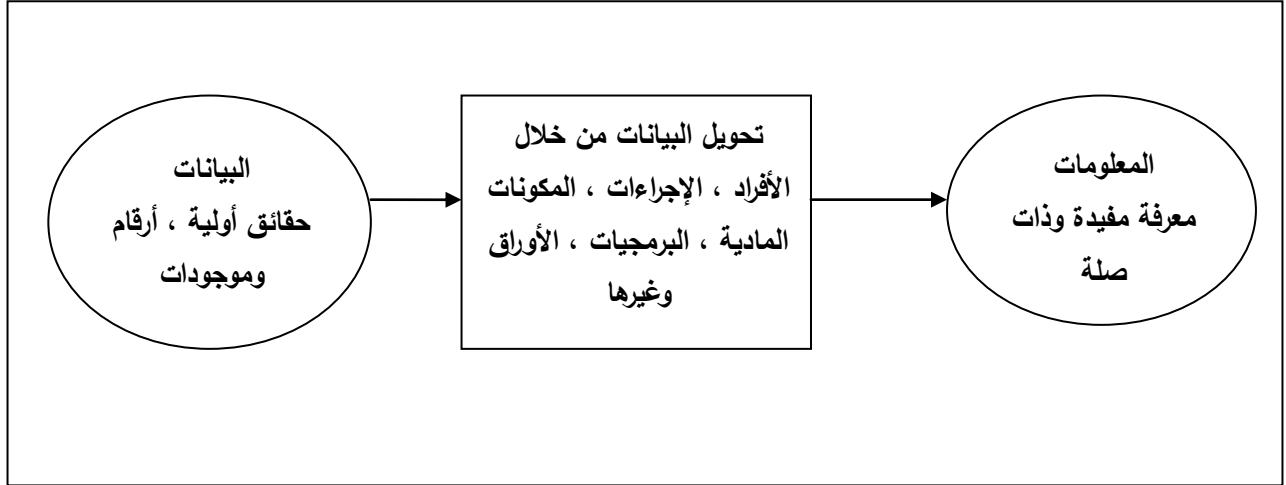 البيانات
حقائق أولية ، أرقام
وموجودات
تحويل البيانات من خلال
الأفراد ، الإجراءات ، المكونات
المادية ، البرمجيات ، الأوراق
وغيرها
المعلومات
معرفة مفيدة وذات
صلة